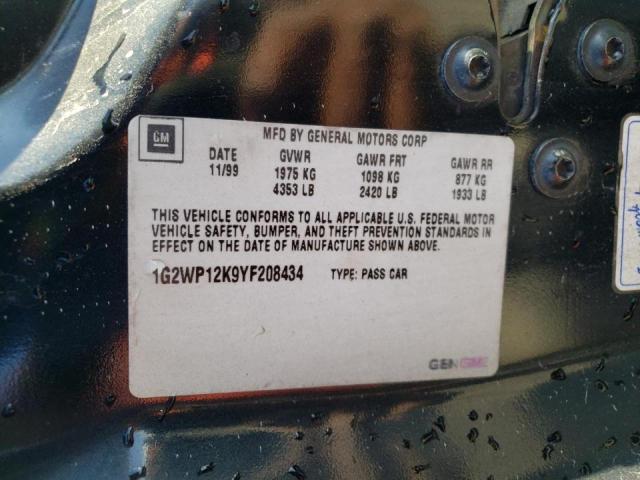 GM
MFD BY GENERAL MOTORS CORP
DATE GVWR GAWR FRT GAWR RR
11/99 1975 KG 1098 KG 877 KG
4353 LB 2420 LB 1933 LB
THIS VEHICLE CONFORMS TO ALL APPLICABLE U.S. FEDERAL MOTOR
VEHICLE SAFETY, BUMPER, AND THEFT PREVENTION STANDARDS IN
EFFECT ON THE DATE OF MANUFACTURE SHOWN ABOVE.
1G2WP12K9YF208434 TYPE: PASS CAR